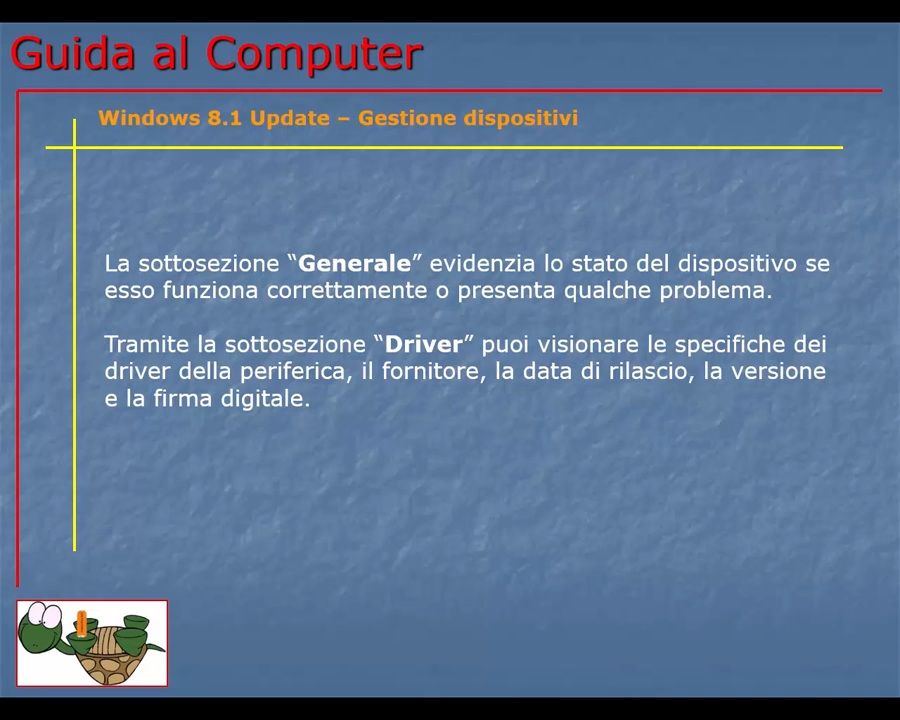 Guida al Computer
Windows 8.1 Update – Gestione dispositivi
La sottosezione “Generale” evidenzia lo stato del dispositivo se
esso funziona correttamente o presenta qualche problema.
Tramite la sottosezione “Driver” puoi visionare le specifiche dei
driver della periferica, il fornitore, la data di rilascio, la versione
e la firma digitale.